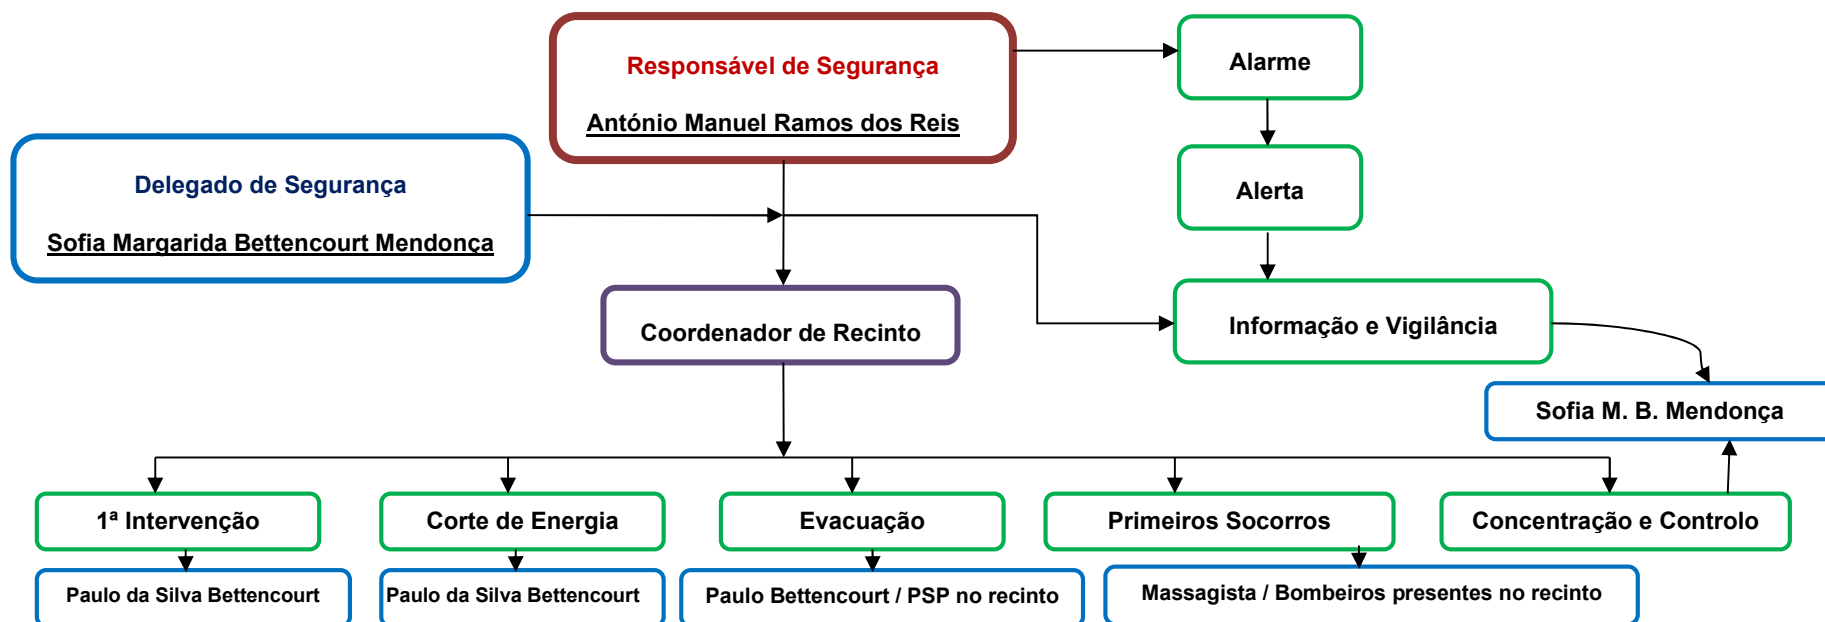 Responsável de Segurança
António Manuel Ramos dos Reis
Alarme
Delegado de Segurança
Sofia Margarida Bettencourt Mendonça
Alerta
Coordenador de Recinto
Informação e Vigilância
Sofia M. B. Mendonça
1ª Intervenção
Corte de Energia
Evacuação
Primeiros Socorros
Concentração e Controlo
Paulo da Silva Bettencourt
Paulo da Silva Bettencourt
Paulo Bettencourt / PSP no recinto
Massagista / Bombeiros presentes no recinto